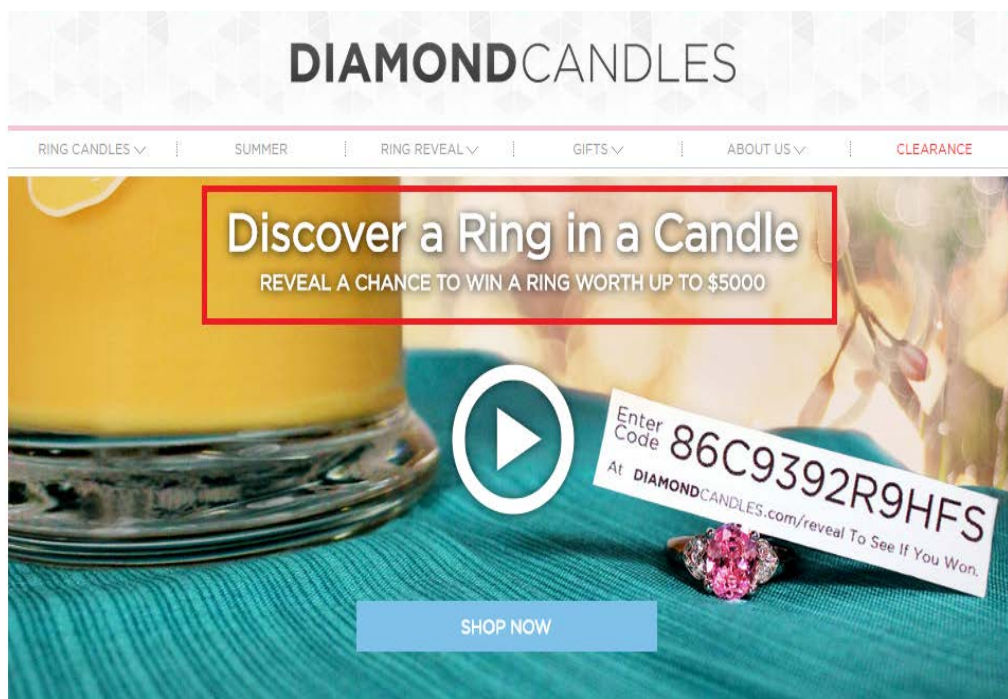 DIAMONDCANDLES
RING CANDLES SUMMER RING REVEAL GIFTS ABOUT US CLEARANCE
Discover a Ring in a Candle
REVEAL A CHANCE TO WIN A RING WORTH UP TO $5000
Enter Code 86C9392R9HFS
At DIAMONDCANDLES.com/reveal To See If You Won.
SHOP NOW